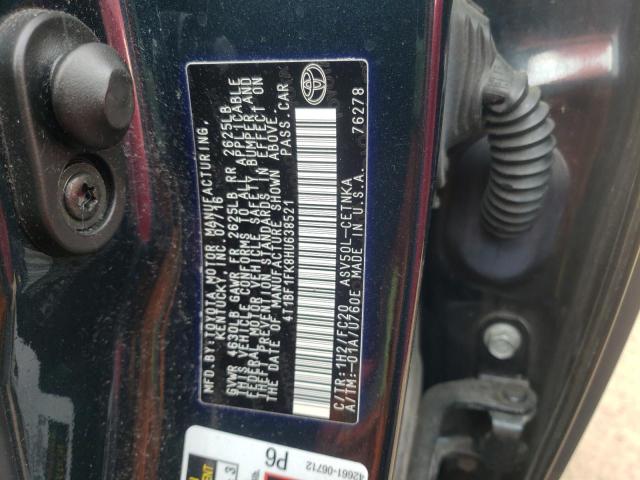 MFD.BY:TOYOTA MOTOR MANUFACTURING,
KENTUCKY, INC.
GVWR 4630LB GAWR FR 2625LB RR 2625LB
THIS VEHICLE CONFORMS TO ALL APPLICABLE
FEDERAL MOTOR VEHICLE SAFETY, BUMPER AND
THEFT PREVENTION STANDARDS IN EFFECT ON
THE DATE OF MANUFACTURE SHOWN ABOVE.
4T1BF1FK8HU638521 PASS.CAR
C/TR:1H2/FC20 ASV50L-CETNKA
A/TM:-01A/U760E MADE IN U.S.A. 76278
P6
42661-06712